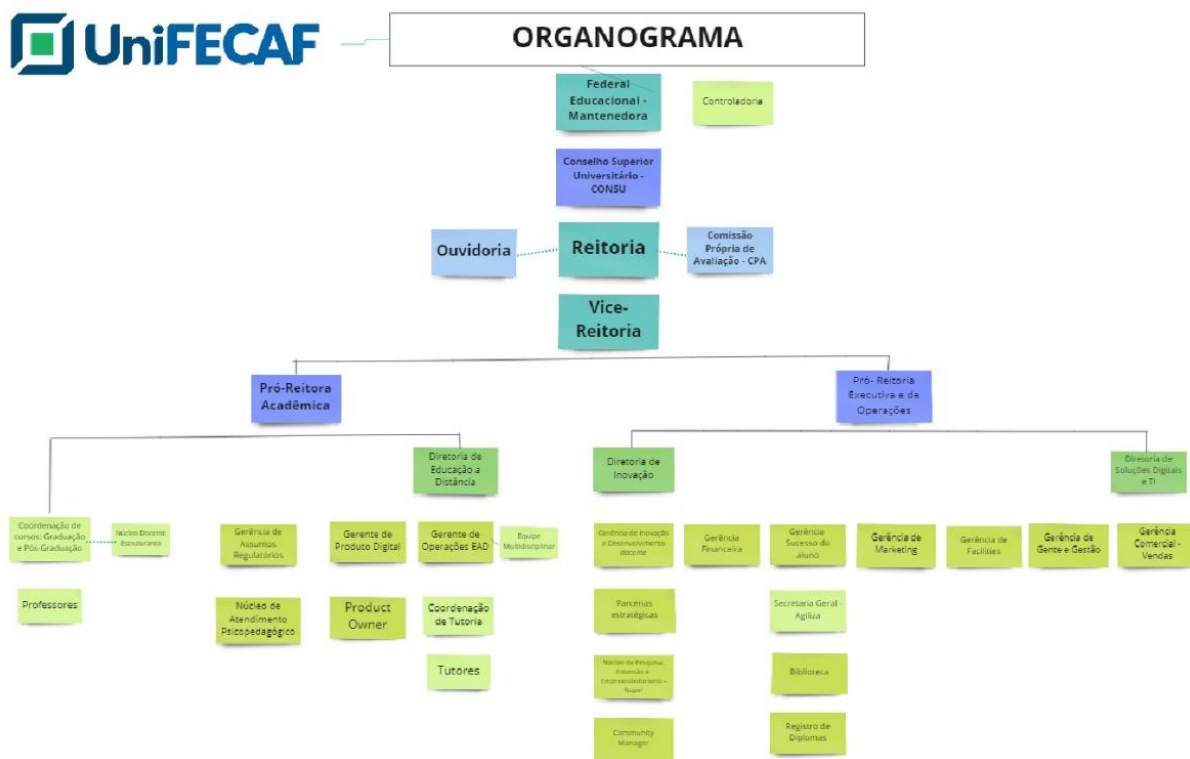 UniFECAF
ORGANOGRAMA
Federal
Educacional -
Mantenedora
Controladoria
Conselho Superior
Universitário -
CONSU
Ouvidoria
Reitoria
Comissão
Própria de
Avaliação - CPA
Vice-
Reitoria
Pró-Reitora
Acadêmica
Pró- Reitoria
Executiva e de
Operações
Diretoria de
Educação a
Distância
Diretoria de
Inovação
Diretoria de
Soluções Digitais
e TI
Coordenação de
cursos: Graduação
e Pós-Graduação
Núcleo Docente
Estruturante
Gerência de
Assuntos
Regulatórios
Gerente de
Produto Digital
Gerente de
Operações EAD
Equipe
Multidisciplinar
Gerência de Inovação
e Desenvolvimento
docente
Gerência
Financeira
Gerência
Sucesso do
aluno
Gerência de
Marketing
Gerência de
Facilities
Gerência de
Gente e Gestão
Gerência
Comercial -
Vendas
Professores
Núcleo de
Atendimento
Psicopedagógico
Product
Owner
Coordenação
de Tutoria
Parcerias
estratégicas
Secretaria Geral -
Agiliza
Tutores
Núcleo de Pesquisa,
Extensão e
Empreendedorismo -
Biblioteca
Community
Manager
Registro de
Diplomas